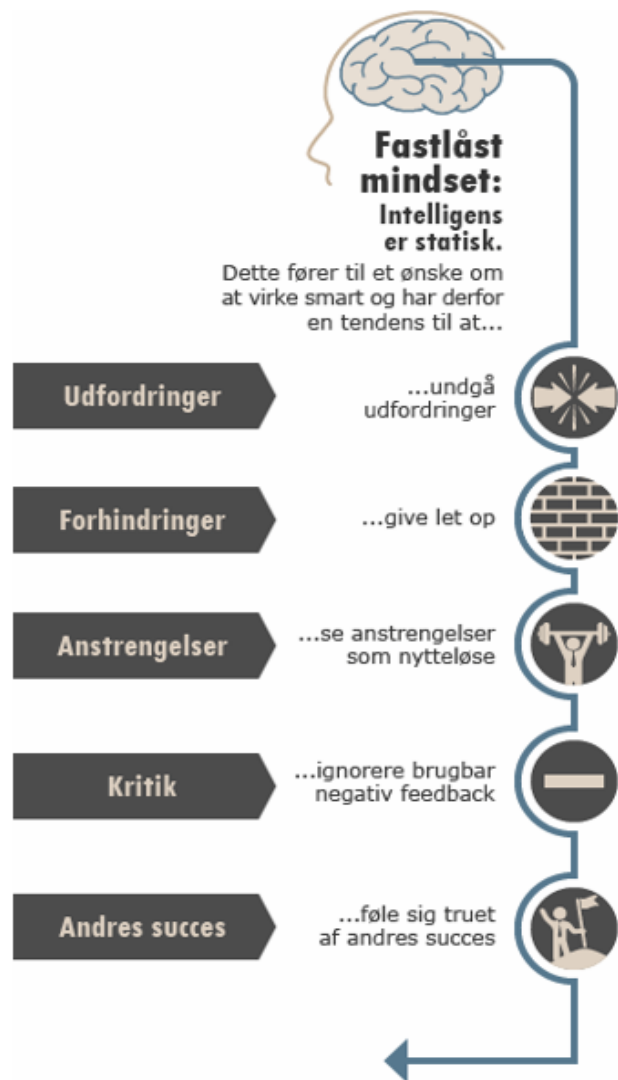 Fastlåst
mindset:
Intelligens
er statisk.
Dette fører til et ønske om
at virke smart og har derfor
en tendens til at...
Udfordringer
...undgå
udfordringer
Forhindringer
...give let op
Anstrengelser
...se anstrengelser
som nytteløse
Kritik
...ignorere brugbar
negativ feedback
Andres succes
...føle sig truet
af andres succes